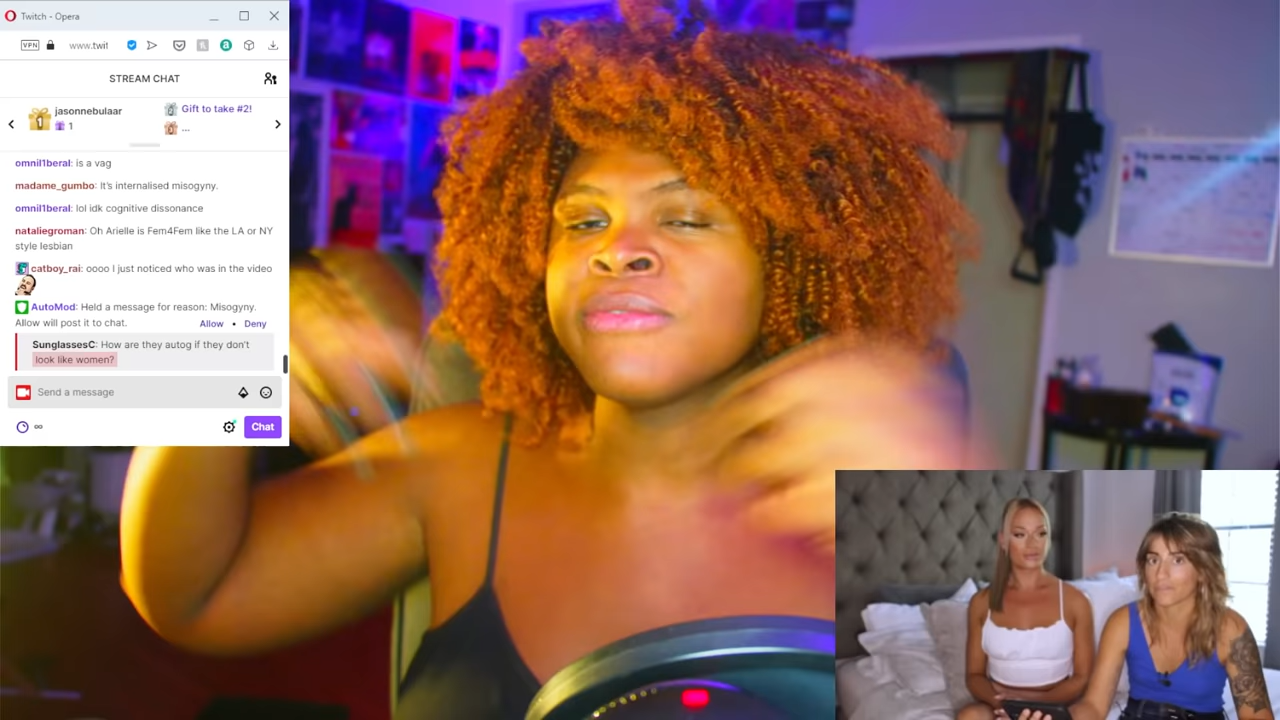 Twitch - Opera
VPN
www.twit
STREAM CHAT
jasonnebulaar
1
Gift to take #2!
...
omnil1beral: is a vag
madame_gumbo: It's internalised misogyny.
omnil1beral: lol idk cognitive dissonance
nataliegroman: Oh Arielle is Fem4Fem like the LA or NY
style lesbian
catboy_rai: oooo I just noticed who was in the video
AutoMod: Held a message for reason: Misogyny.
Allow will post it to chat.
Allow • Deny
SunglassesC: How are they autog if they don't
look like women?
Send a message
∞
Chat